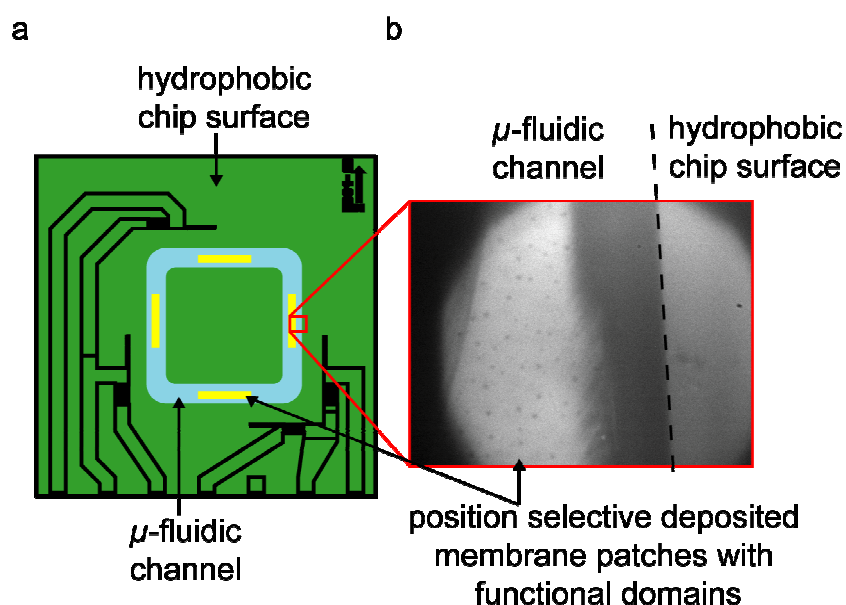 a
b
hydrophobic
chip surface
μ-fluidic
channel
hydrophobic
chip surface
μ-fluidic
channel
position selective deposited
membrane patches with
functional domains